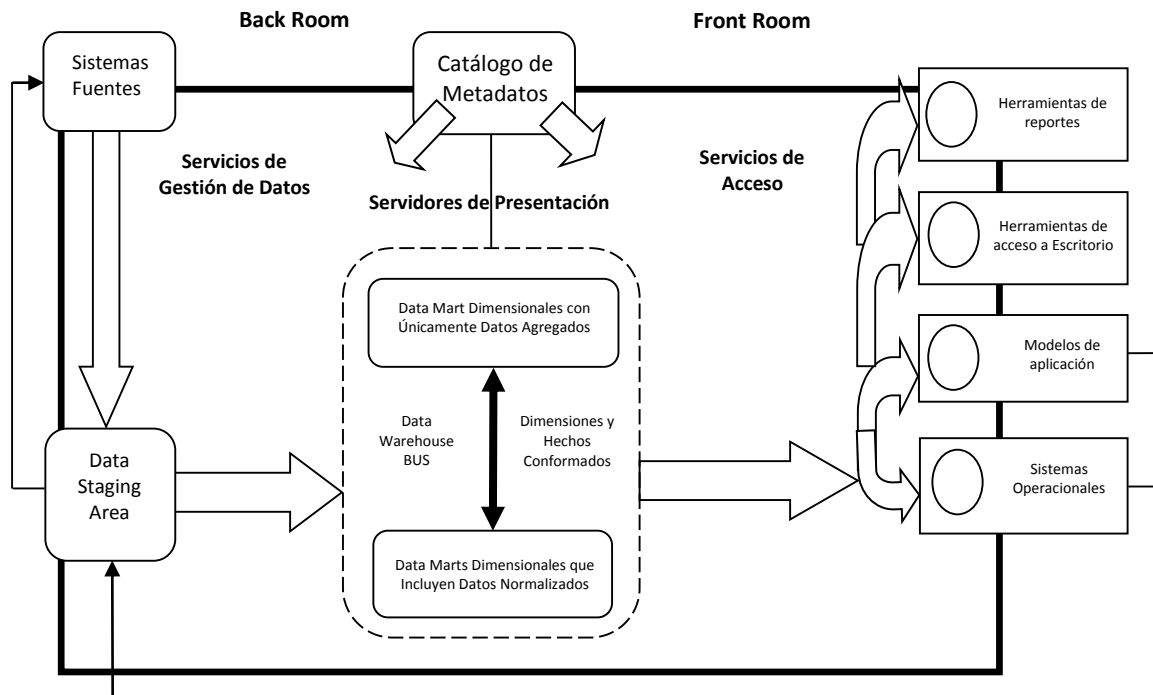 Back Room
Front Room
Sistemas
Fuentes
Catálogo de
Metadatos
Herramientas de
reportes
Servicios de
Gestión de Datos
Servicios de
Acceso
Servidores de Presentación
Herramientas de
acceso a Escritorio
Data Mart Dimensionales con
Únicamente Datos Agregados
Modelos de
aplicación
Data
Warehouse
BUS
Dimensiones y
Hechos
Conformados
Data
Staging
Area
Sistemas
Operacionales
Data Marts Dimensionales que
Incluyen Datos Normalizados